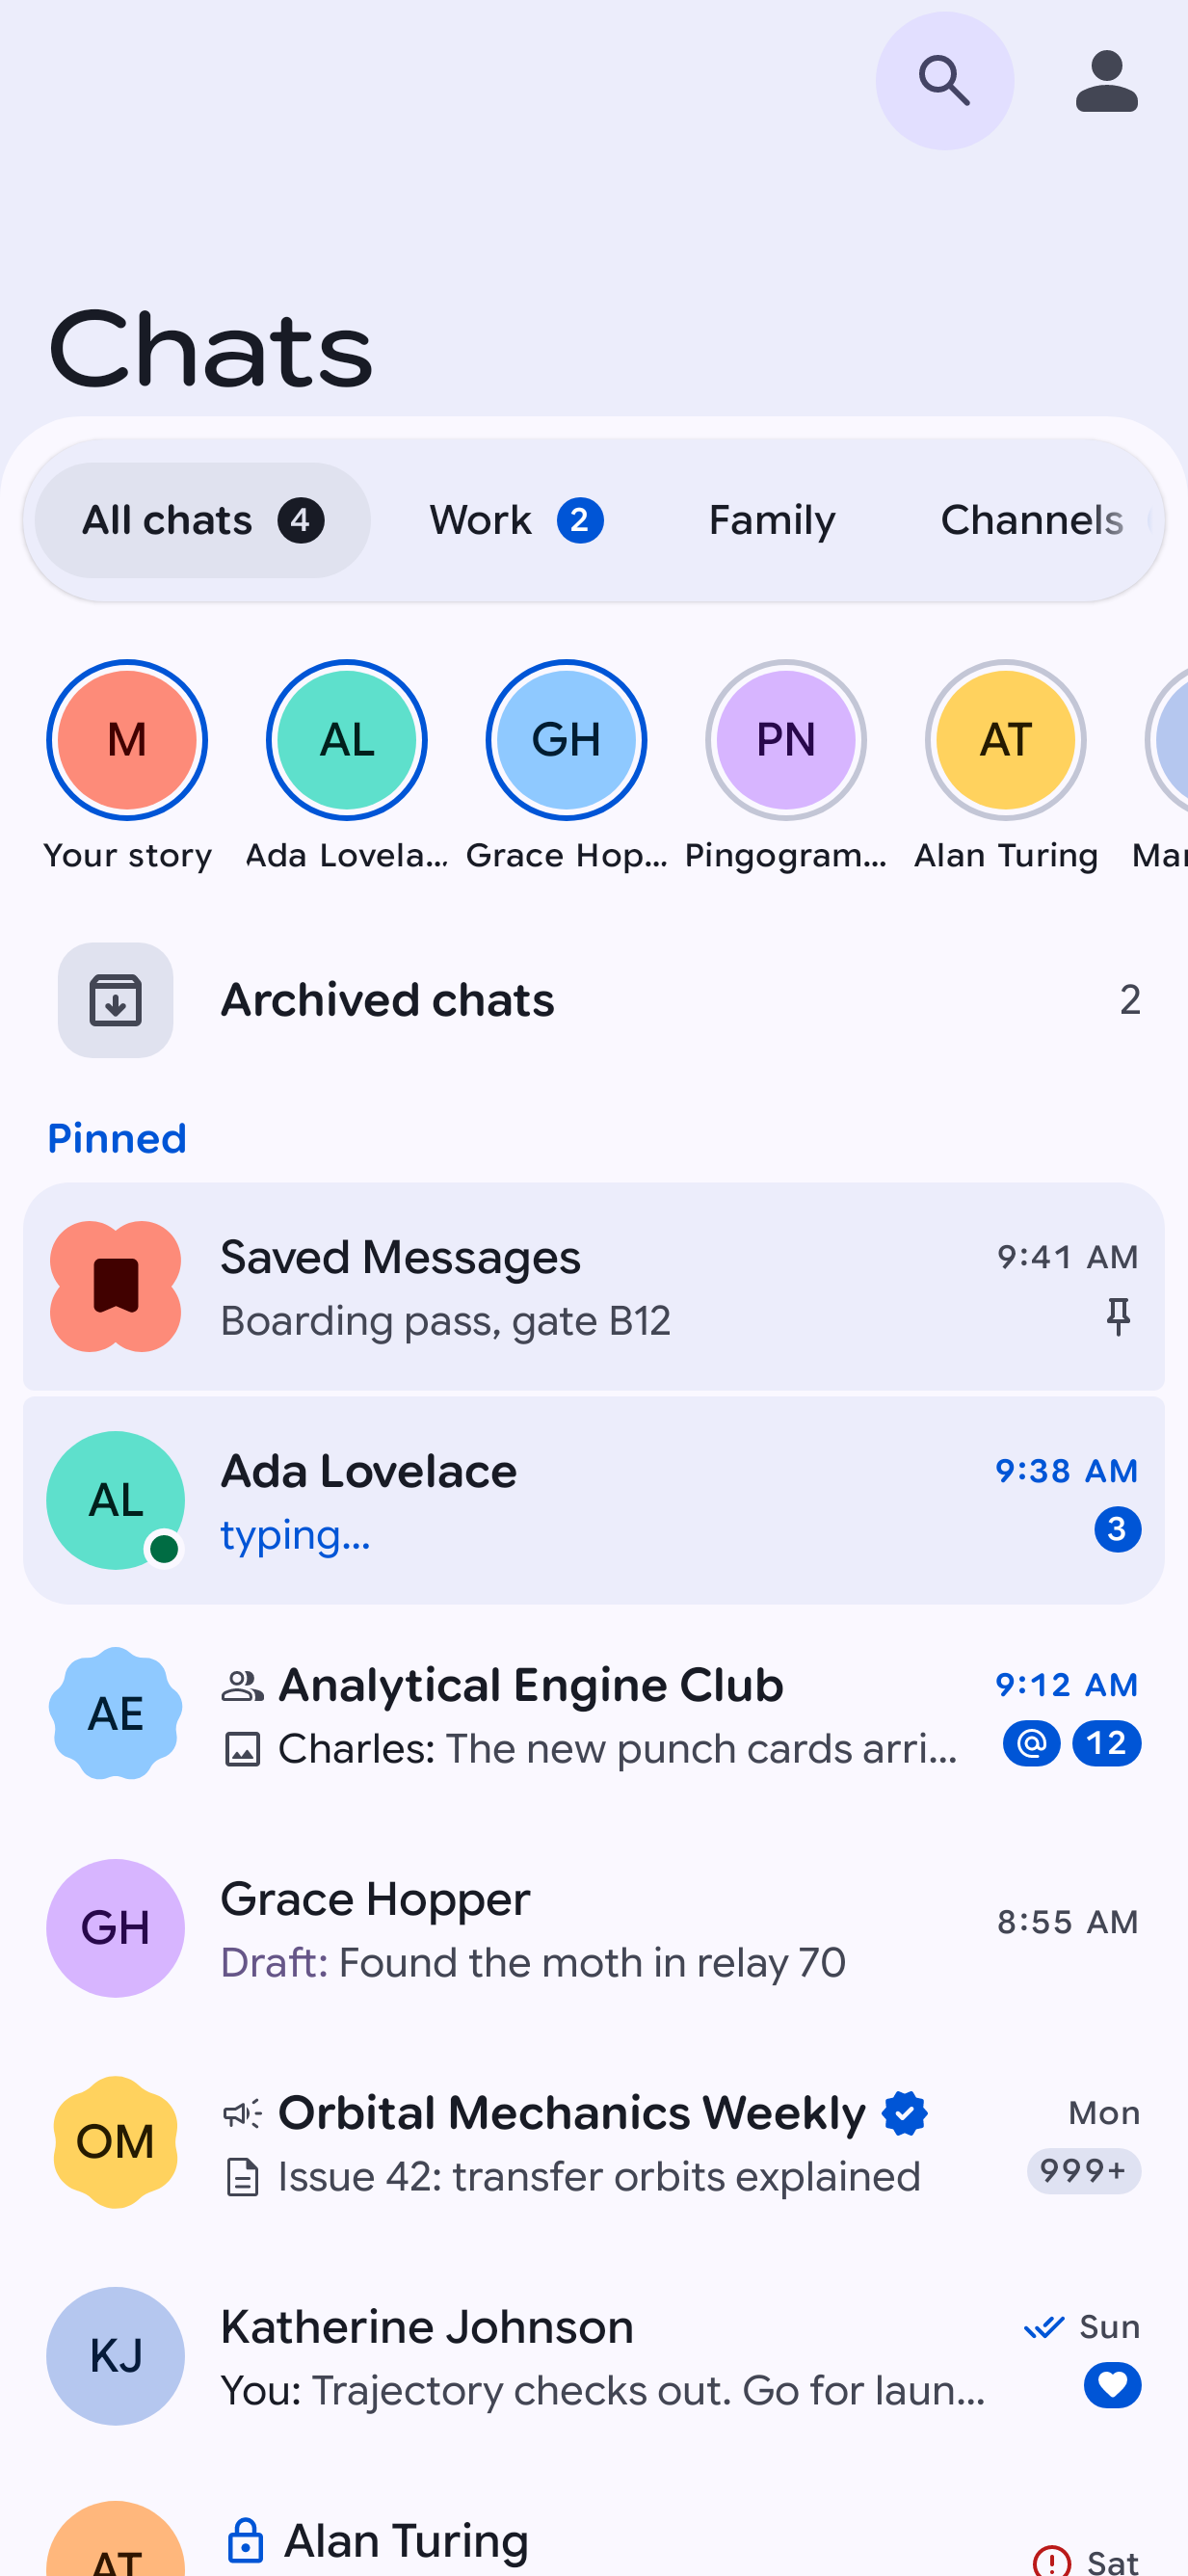 Chats
All chats 4 Work 2 Family Channels
M AL GH PN AT
Your story Ada Lovela... Grace Hop... Pingogram... Alan Turing Mar
Archived chats 2
Pinned
Saved Messages 9:41 AM
Boarding pass, gate B12
AL Ada Lovelace 9:38 AM
typing... 3
AE Analytical Engine Club 9:12 AM
Charles: The new punch cards arri... @ 12
GH Grace Hopper 8:55 AM
Draft: Found the moth in relay 70
OM Orbital Mechanics Weekly Mon
Issue 42: transfer orbits explained 999+
KJ Katherine Johnson Sun
You: Trajectory checks out. Go for laun...
AT Alan Turing Sat